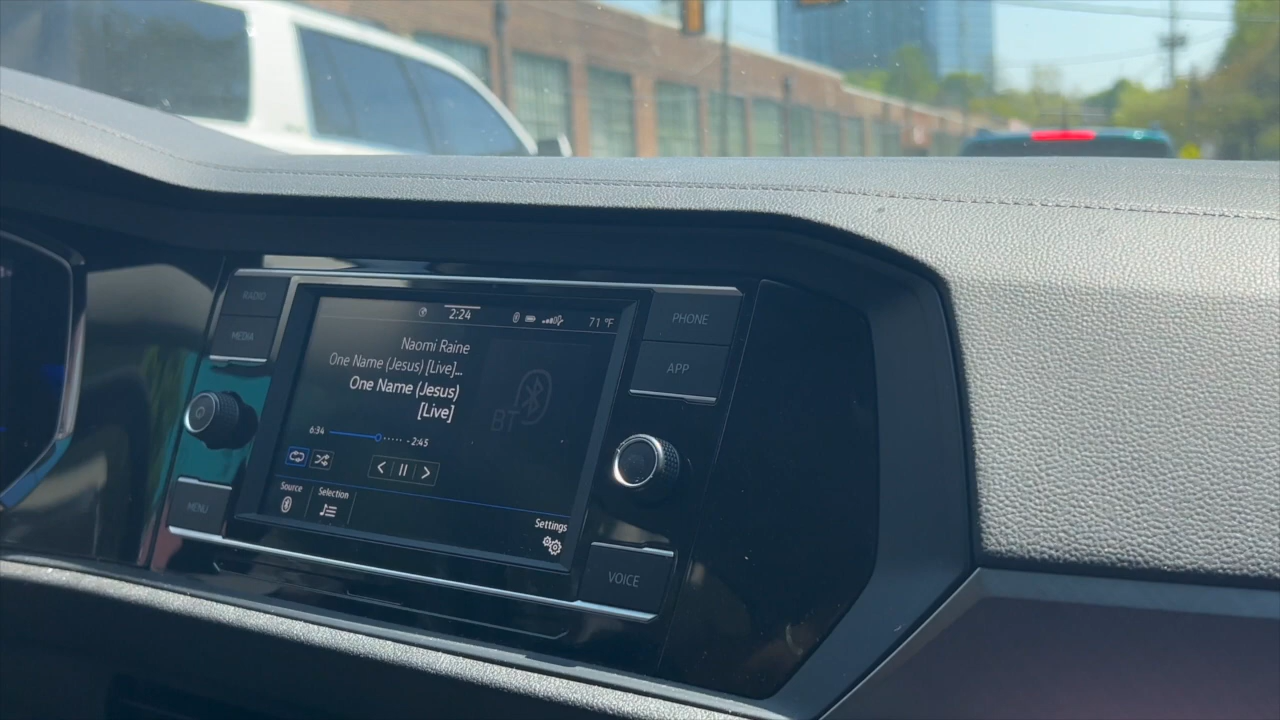 RADIO
MEDIA
2:24
71 °F
Naomi Raine
One Name (Jesus) [Live]...
One Name (Jesus)
[Live]
BT
6:34
- 2:45
Source
Selection
Settings
PHONE
APP
MENU
VOICE